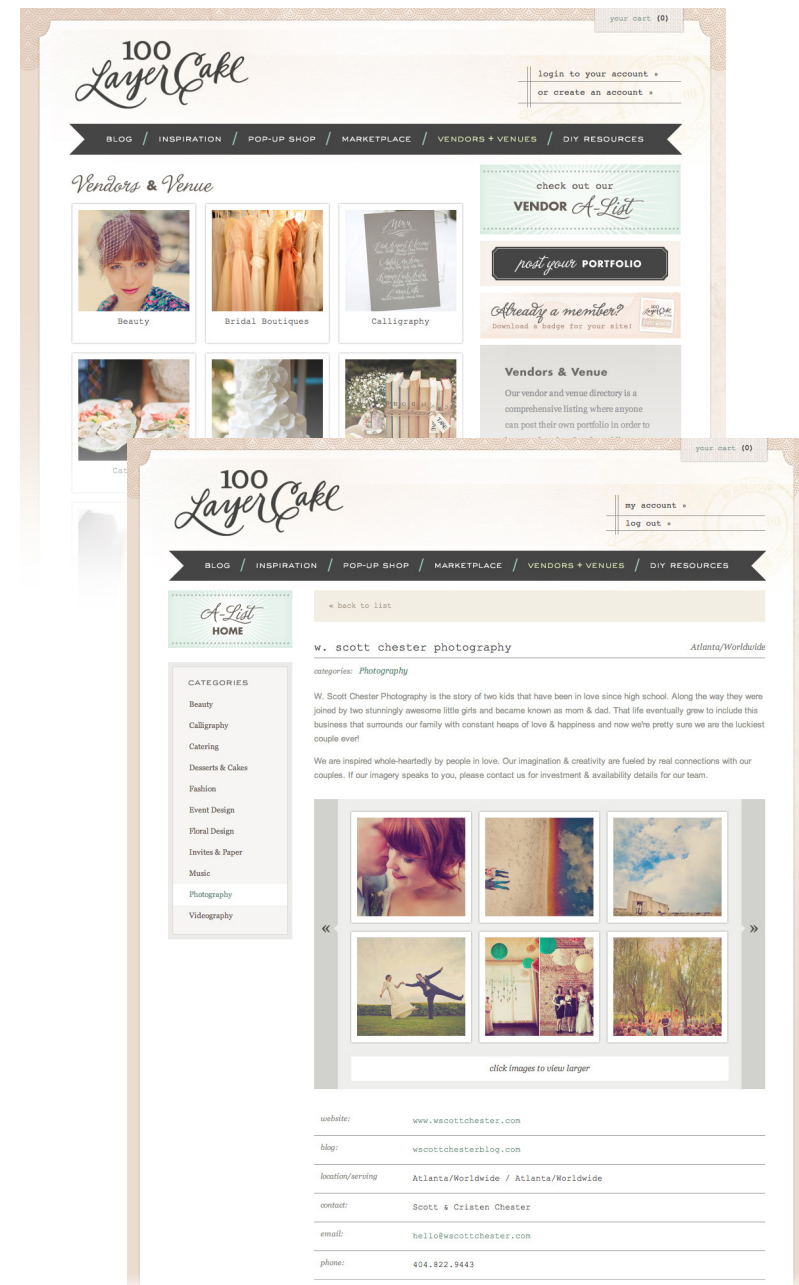 your cart (0)
100
Layer Cake
login to your account »
or create an account »
BLOG / INSPIRATION / POP-UP SHOP / MARKETPLACE / VENDORS + VENUES / DIY RESOURCES
Vendors & Venue
Beauty
Bridal Boutiques
Menu
Calligraphy
check out our
VENDOR A-List
post your PORTFOLIO
Already a member?
Download a badge for your site!
100
Layer Cake
Vendors & Venue
Our vendor and venue directory is a
comprehensive listing where anyone
can post their own portfolio in order to
Cat
your cart (0)
100
Layer Cake
my account »
log out »
BLOG / INSPIRATION / POP-UP SHOP / MARKETPLACE / VENDORS + VENUES / DIY RESOURCES
A-List
HOME
CATEGORIES
Beauty
Calligraphy
Catering
Desserts & Cakes
Fashion
Event Design
Floral Design
Invites & Paper
Music
Photography
Videography
« back to list
w. scott chester photography
Atlanta/Worldwide
categories: Photography
W. Scott Chester Photography is the story of two kids that have been in love since high school. Along the way they were
joined by two stunningly awesome little girls and became known as mom & dad. That life eventually grew to include this
business that surrounds our family with constant heaps of love & happiness and now we're pretty sure we are the luckiest
couple ever!
We are inspired whole-heartedly by people in love. Our imagination & creativity are fueled by real connections with our
couples. If our imagery speaks to you, please contact us for investment & availability details for our team.
«
»
click images to view larger
website: www.wscottchester.com
blog: wscottchesterblog.com
location/serving Atlanta/Worldwide / Atlanta/Worldwide
contact: Scott & Cristen Chester
email: hello@wscottchester.com
phone: 404.822.9443